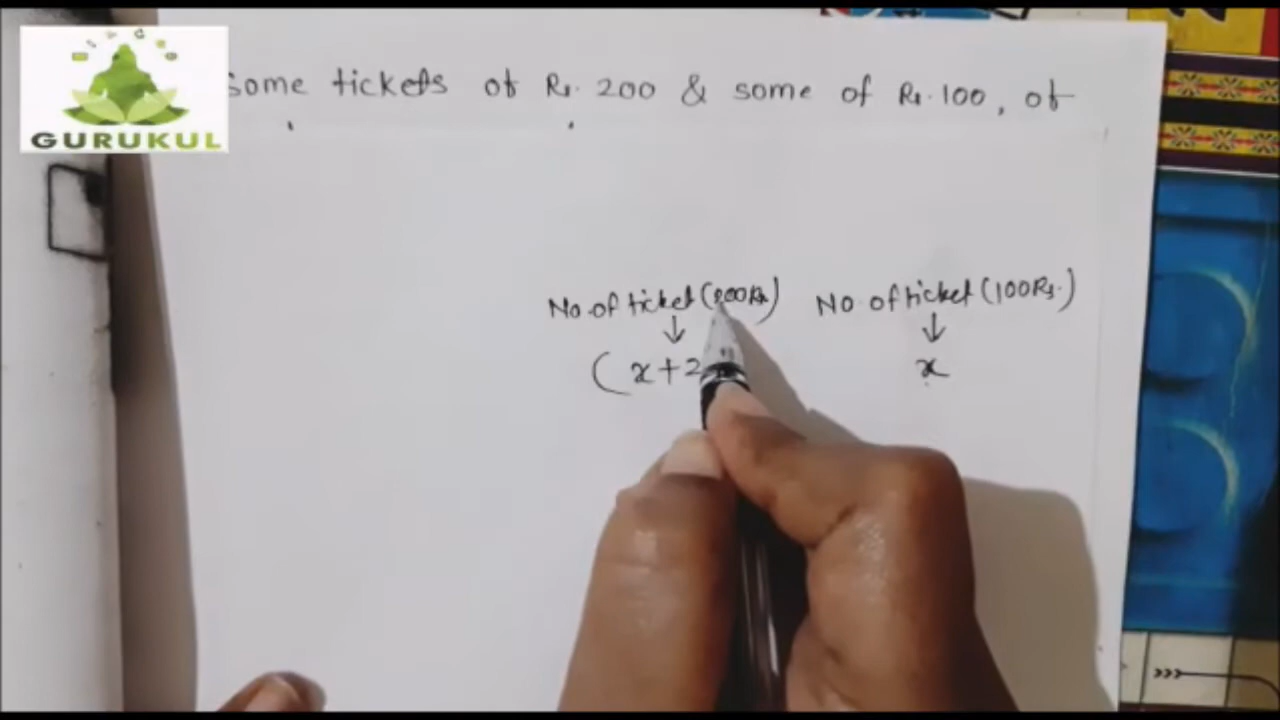 GURUKUL
some tickets of Rs. 200 & some of Rs. 100, of
No. of ticket (200Rs.) No. of ticket (100Rs.)
↓ ↓
(x+2 x